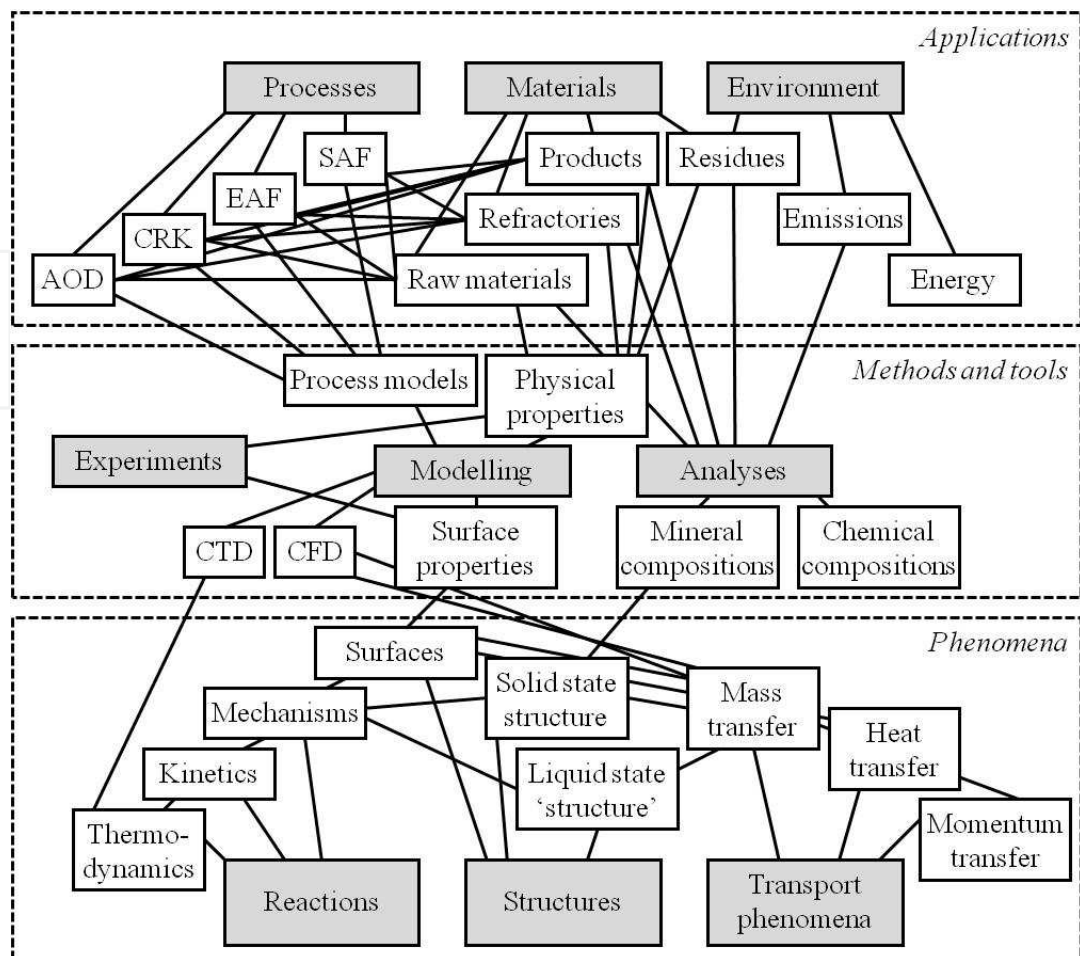 Applications
Processes
Materials
Environment
SAF
Products
Residues
EAF
Refractories
Emissions
CRK
AOD
Raw materials
Energy
Methods and tools
Process models
Physical
properties
Experiments
Modelling
Analyses
CTD
CFD
Surface
properties
Mineral
compositions
Chemical
compositions
Phenomena
Surfaces
Solid state
structure
Mass
transfer
Mechanisms
Heat
transfer
Kinetics
Liquid state
‘structure’
Thermo-
dynamics
Momentum
transfer
Reactions
Structures
Transport
phenomena